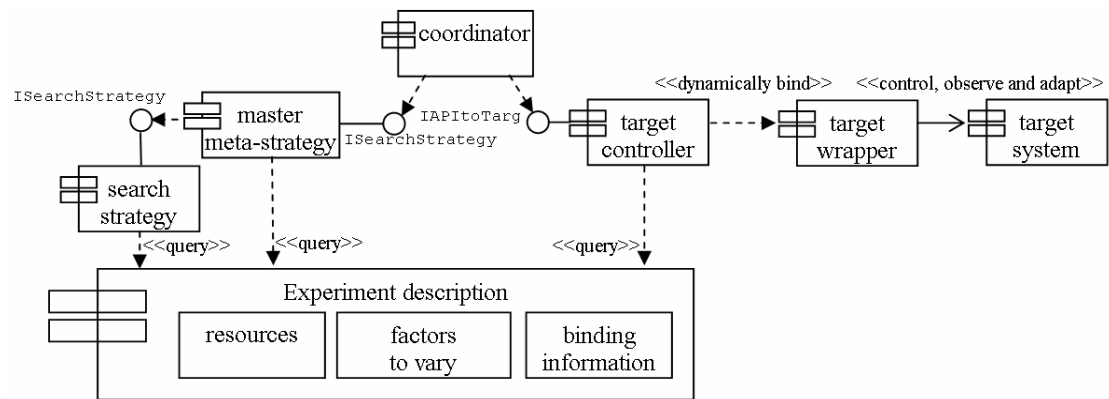 coordinator
<<dynamically bind>>
<<control, observe and adapt>>
ISearchStrategy
master
meta-strategy
ISearchStrategy
IAPItoTarg
target
controller
target
wrapper
target
system
search
strategy
<<query>>
<<query>>
<<query>>
Experiment description
resources
factors
to vary
binding
information